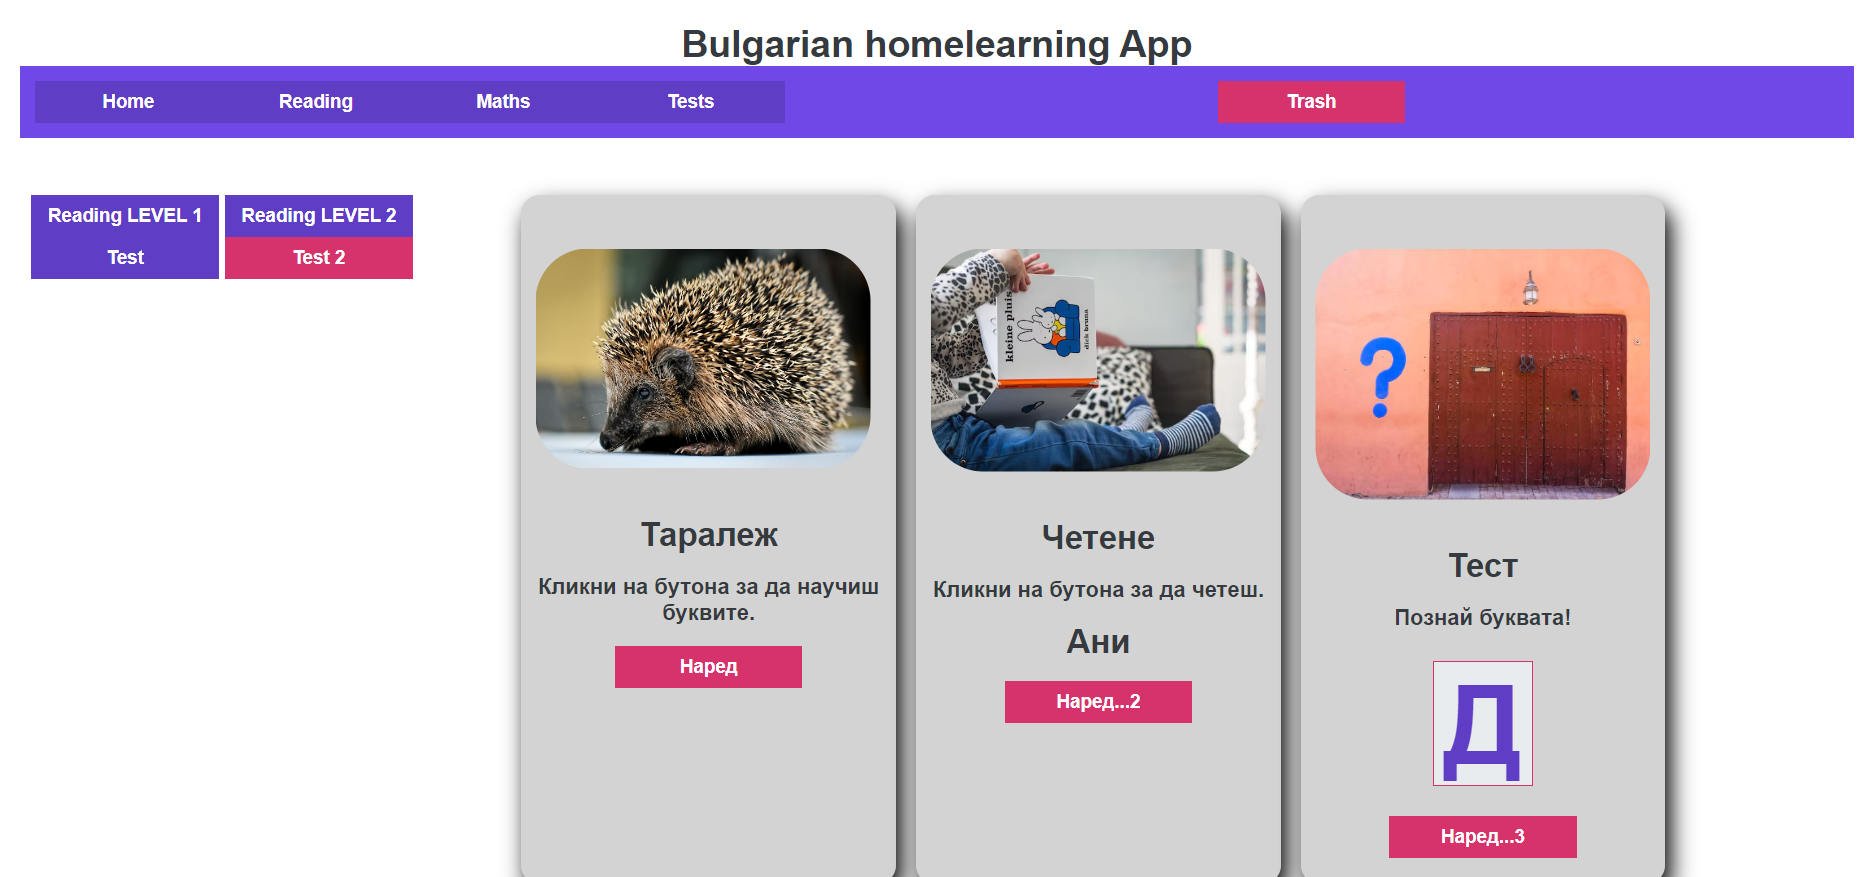 Bulgarian homelearning App
Home Reading Maths Tests Trash
Reading LEVEL 1 Reading LEVEL 2
Test Test 2
kleine pluis
dick bruna
Таралеж
Кликни на бутона за да научиш
буквите.
Наред
Четене
Кликни на бутона за да четеш.
Ани
Наред...2
Тест
Познай буквата!
Д
Наред...3